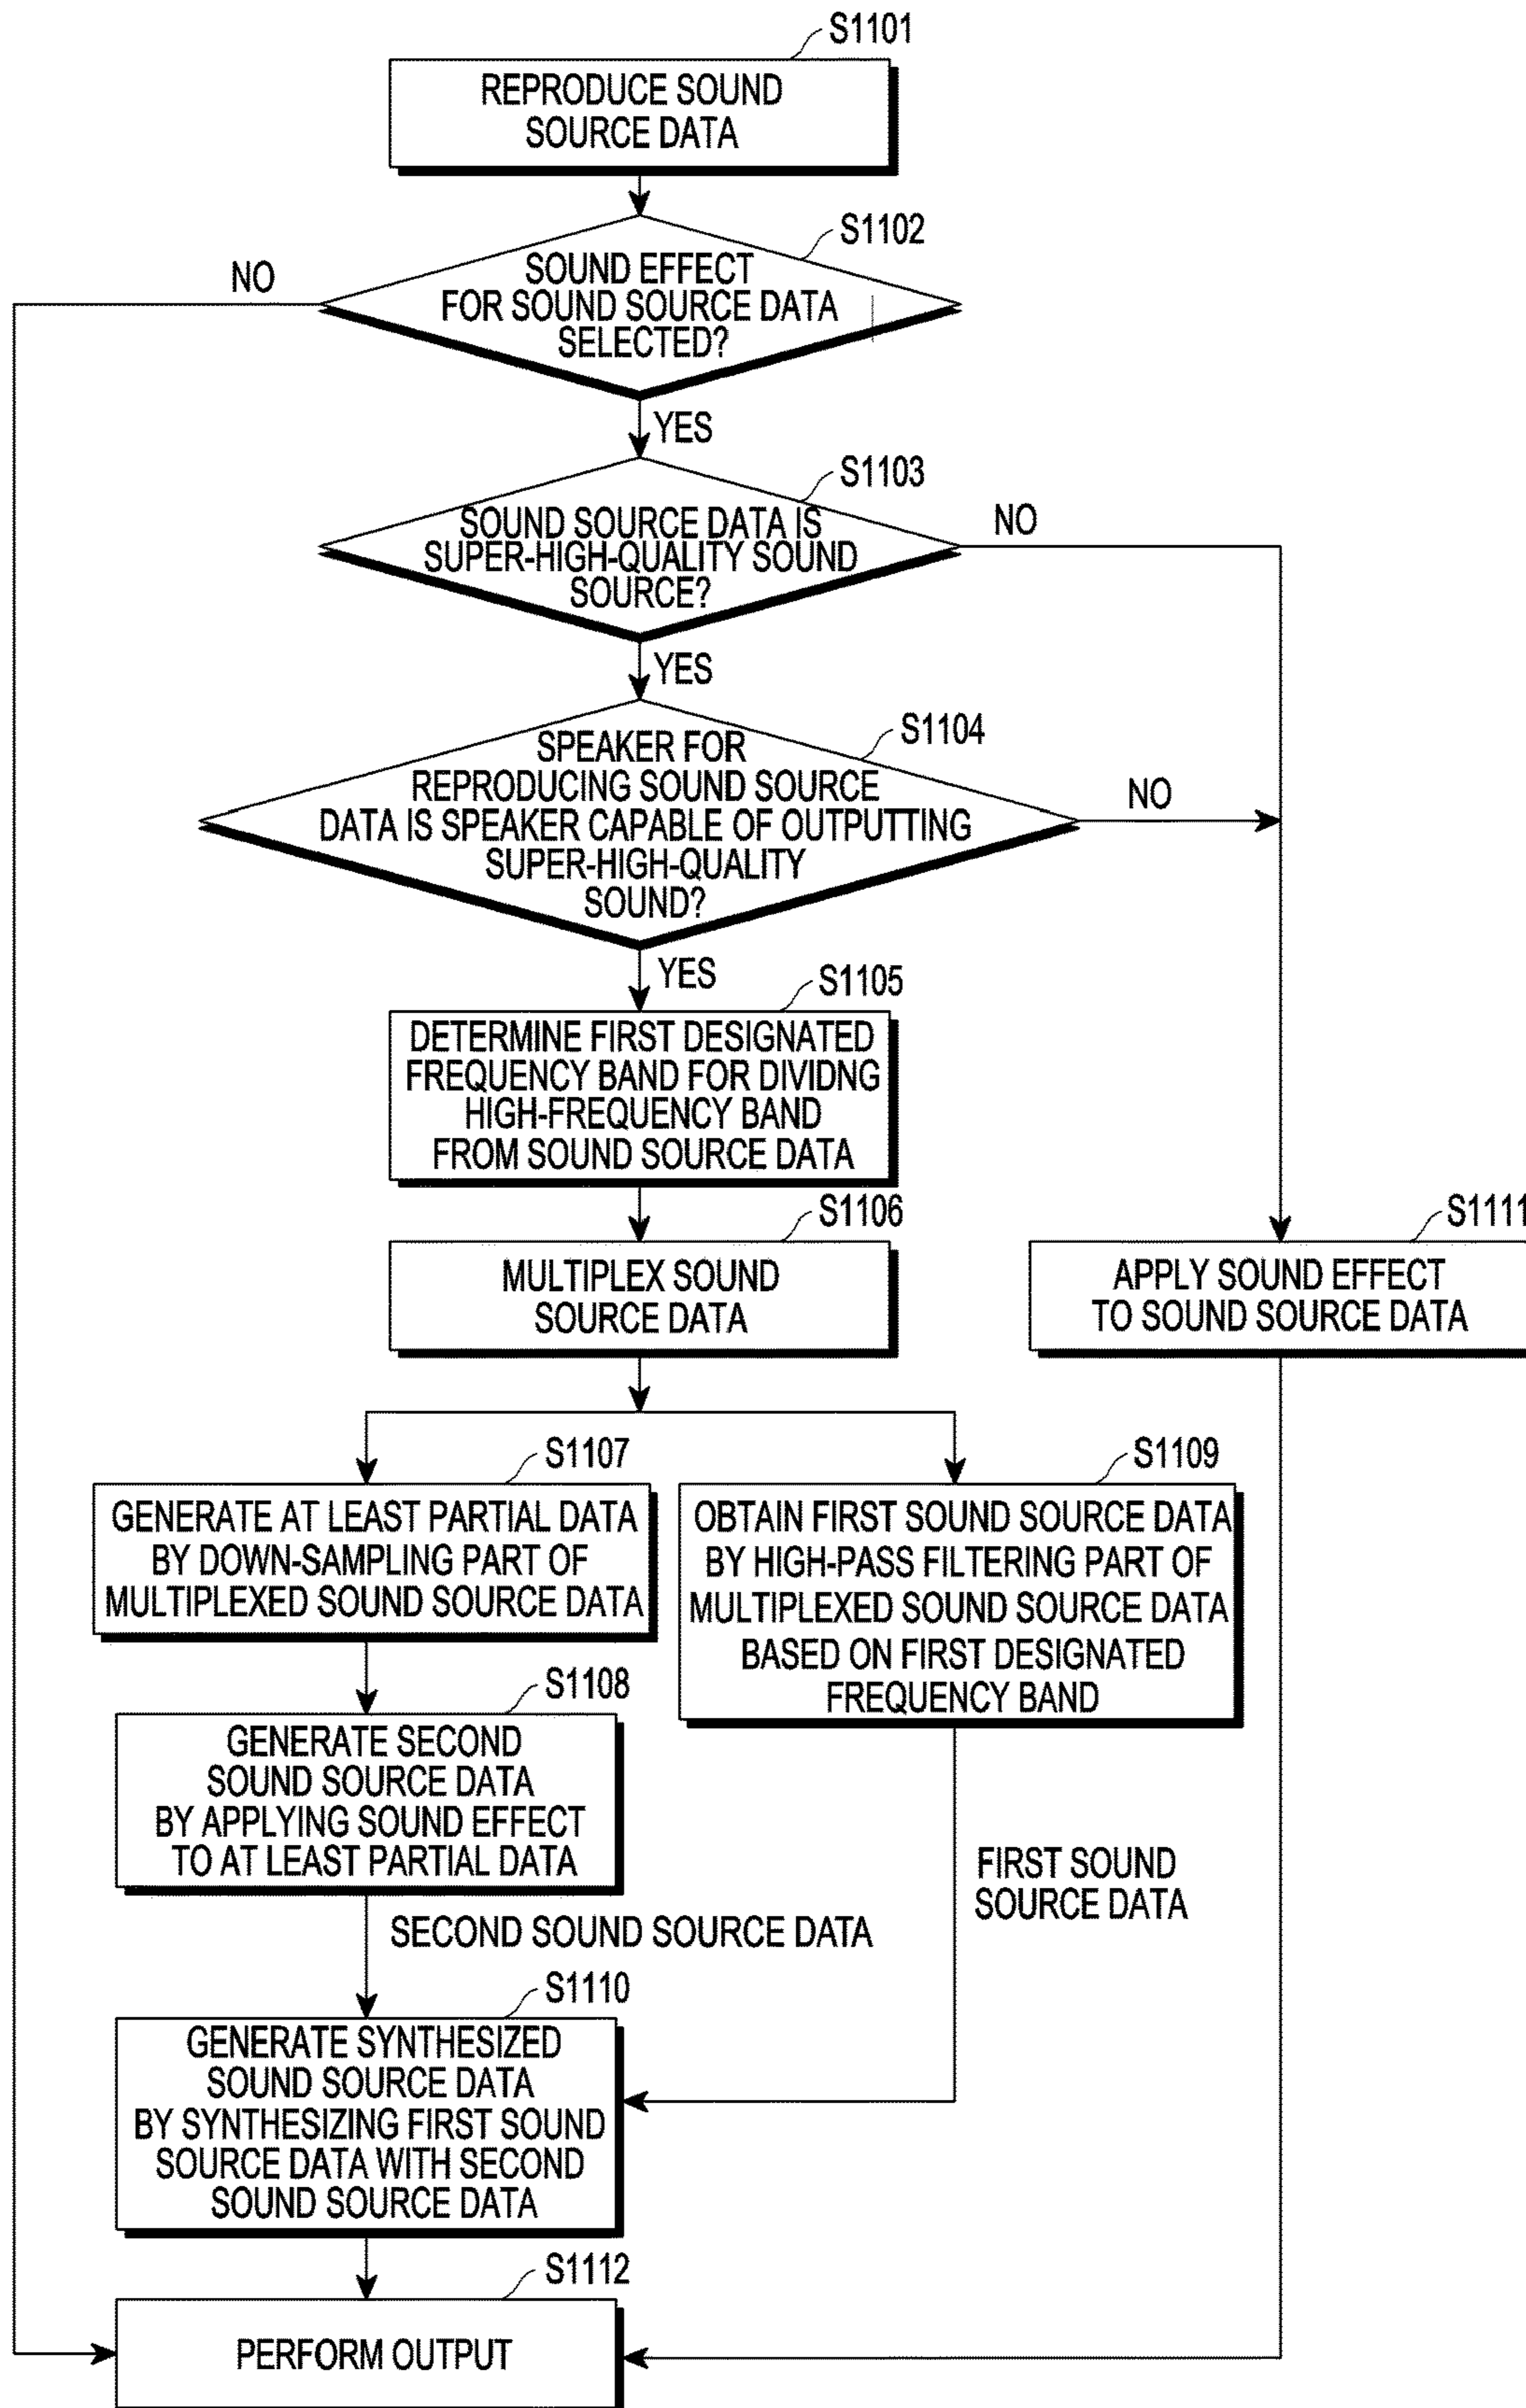 S1101
REPRODUCE SOUND
SOURCE DATA
S1102
NO
SOUND EFFECT
FOR SOUND SOURCE DATA
SELECTED?
YES
S1103
SOUND SOURCE DATA IS
SUPER-HIGH-QUALITY SOUND
SOURCE?
NO
YES
S1104
SPEAKER FOR
REPRODUCING SOUND SOURCE
DATA IS SPEAKER CAPABLE OF OUTPUTTING
SUPER-HIGH-QUALITY
SOUND?
NO
YES
S1105
DETERMINE FIRST DESIGNATED
FREQUENCY BAND FOR DIVIDNG
HIGH-FREQUENCY BAND
FROM SOUND SOURCE DATA
S1106
MULTIPLEX SOUND
SOURCE DATA
S1111
APPLY SOUND EFFECT
TO SOUND SOURCE DATA
S1107
GENERATE AT LEAST PARTIAL DATA
BY DOWN-SAMPLING PART OF
MULTIPLEXED SOUND SOURCE DATA
S1109
OBTAIN FIRST SOUND SOURCE DATA
BY HIGH-PASS FILTERING PART OF
MULTIPLEXED SOUND SOURCE DATA
BASED ON FIRST DESIGNATED
FREQUENCY BAND
S1108
GENERATE SECOND
SOUND SOURCE DATA
BY APPLYING SOUND EFFECT
TO AT LEAST PARTIAL DATA
FIRST SOUND
SOURCE DATA
SECOND SOUND SOURCE DATA
S1110
GENERATE SYNTHESIZED
SOUND SOURCE DATA
BY SYNTHESIZING FIRST SOUND
SOURCE DATA WITH SECOND
SOUND SOURCE DATA
S1112
PERFORM OUTPUT